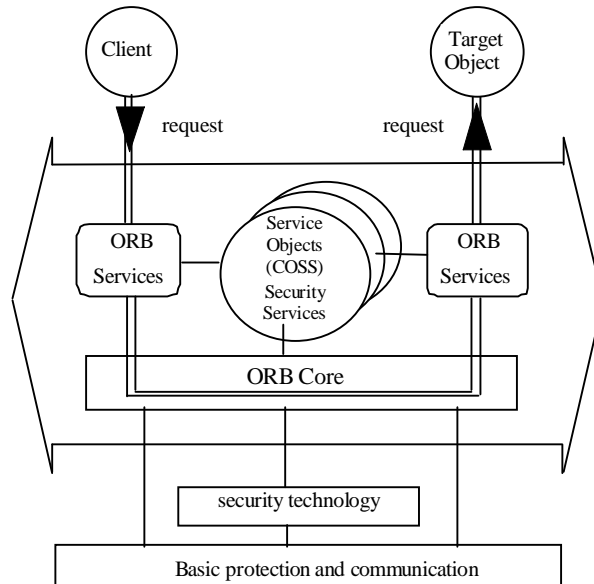 Client
Target
Object
request
request
ORB
Services
Service
Objects
(COSS)
Security
Services
ORB
Services
ORB Core
security technology
Basic protection and communication